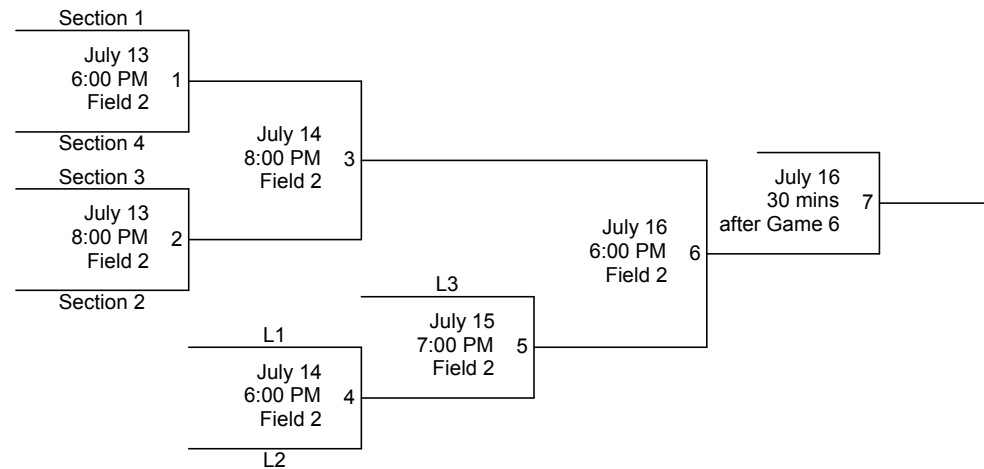 Section 1
July 13
6:00 PM
Field 2
1
Section 4
Section 3
July 13
8:00 PM
Field 2
2
Section 2
July 14
8:00 PM
Field 2
3
L1
July 14
6:00 PM
Field 2
4
L2
L3
July 15
7:00 PM
Field 2
5
July 16
6:00 PM
Field 2
6
July 16
30 mins
after Game 6
7